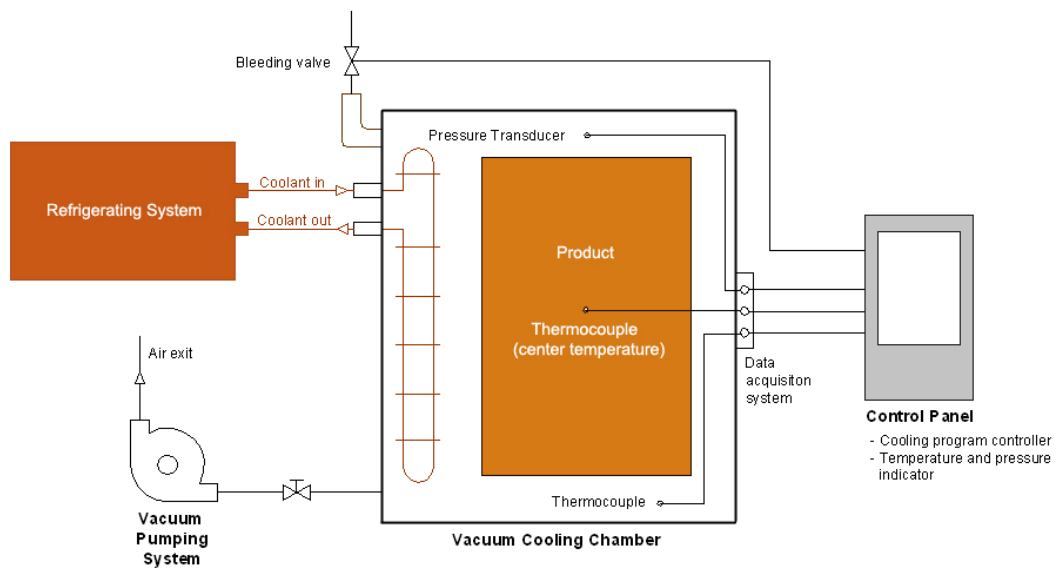 Bleeding valve
Pressure Transducer
Refrigerating System
Coolant in
Coolant out
Product
Thermocouple
(center temperature)
Air exit
Data
acquisiton
system
Control Panel
- Cooling program controller
- Temperature and pressure
indicator
Thermocouple
Vacuum
Pumping
System
Vacuum Cooling Chamber